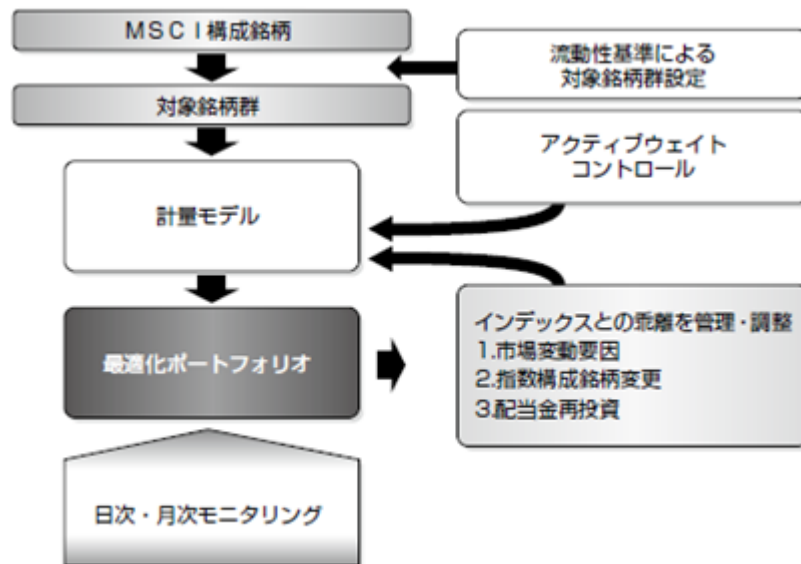 MSCI構成銘柄
流動性基準による
対象銘柄群設定
対象銘柄群
アクティブウェイト
コントロール
計量モデル
最適化ポートフォリオ
インデックスとの乖離を管理・調整
1.市場変動要因
2.指数構成銘柄変更
3.配当金再投資
日次・月次モニタリング